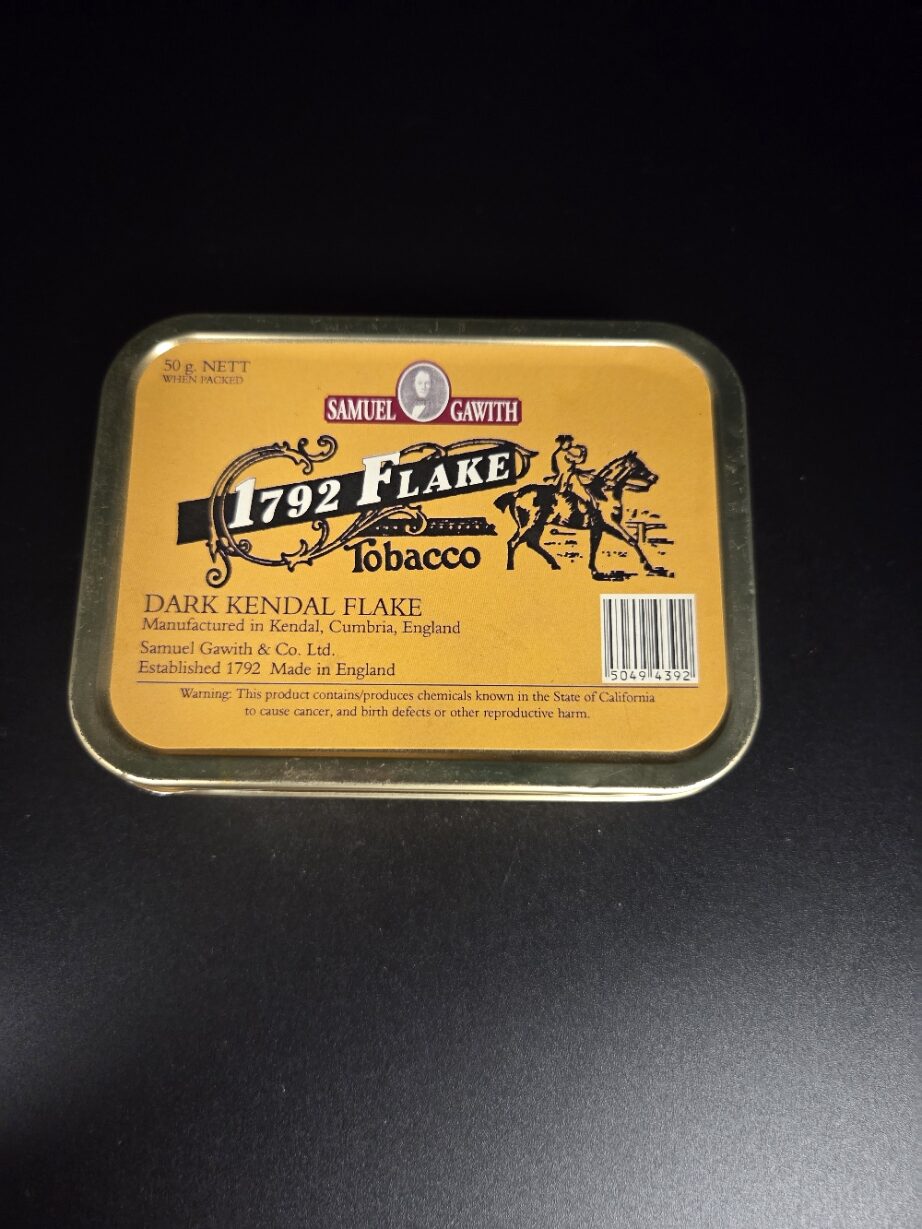 50 g. NETT
WHEN PACKED
SAMUEL GAWITH
1792 FLAKE
Tobacco
DARK KENDAL FLAKE
Manufactured in Kendal, Cumbria, England
Samuel Gawith & Co. Ltd.
Established 1792 Made in England
5049 4392
Warning: This product contains/produces chemicals known in the State of California
to cause cancer, and birth defects or other reproductive harm.